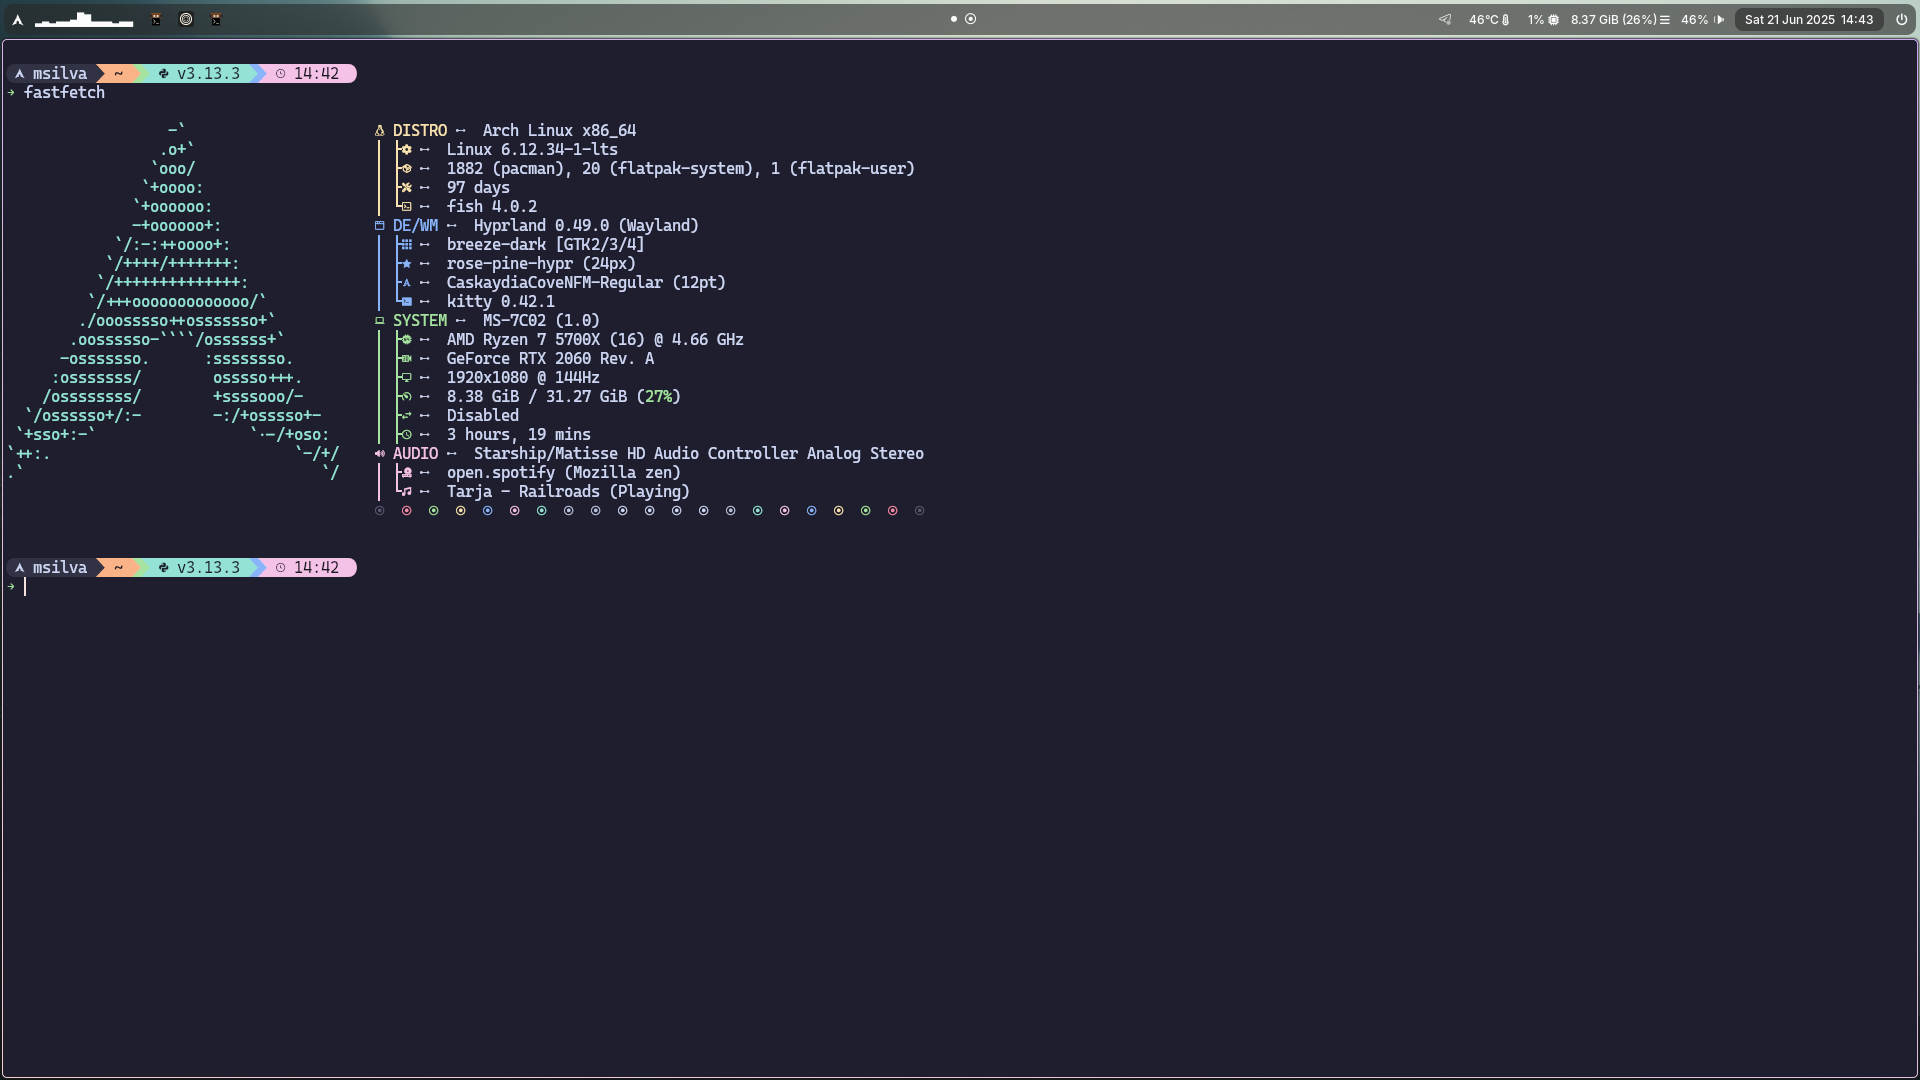 46°C 1% 8.37 GiB (26%) 46% Sat 21 Jun 2025 14:43
msilva ~ v3.13.3 14:42
→ fastfetch
-`
.o+`
`ooo/
`+oooo:
`+oooooo:
-+oooooo+:
`/:-:++oooo+:
`/++++/+++++++:
`/++++++++++++++:
`/+++ooooooooooooo/`
./ooosssso++osssssso+`
.oossssso-````/ossssss+`
-osssssso. :ssssssso.
:osssssss/ osssso+++.
/ossssssss/ +ssssooo/-
`/ossssso+/:- -:/+osssso+-
`+sso+:-` `.-/+oso:
`++:. `-/+/
.` `/
DISTRO ↔ Arch Linux x86_64
↔ Linux 6.12.34-1-lts
↔ 1882 (pacman), 20 (flatpak-system), 1 (flatpak-user)
↔ 97 days
↔ fish 4.0.2
DE/WM ↔ Hyprland 0.49.0 (Wayland)
↔ breeze-dark [GTK2/3/4]
↔ rose-pine-hypr (24px)
↔ CaskaydiaCoveNFM-Regular (12pt)
↔ kitty 0.42.1
SYSTEM ↔ MS-7C02 (1.0)
↔ AMD Ryzen 7 5700X (16) @ 4.66 GHz
↔ GeForce RTX 2060 Rev. A
↔ 1920x1080 @ 144Hz
↔ 8.38 GiB / 31.27 GiB (27%)
↔ Disabled
↔ 3 hours, 19 mins
AUDIO ↔ Starship/Matisse HD Audio Controller Analog Stereo
↔ open.spotify (Mozilla zen)
↔ Tarja - Railroads (Playing)
msilva ~ v3.13.3 14:42
→